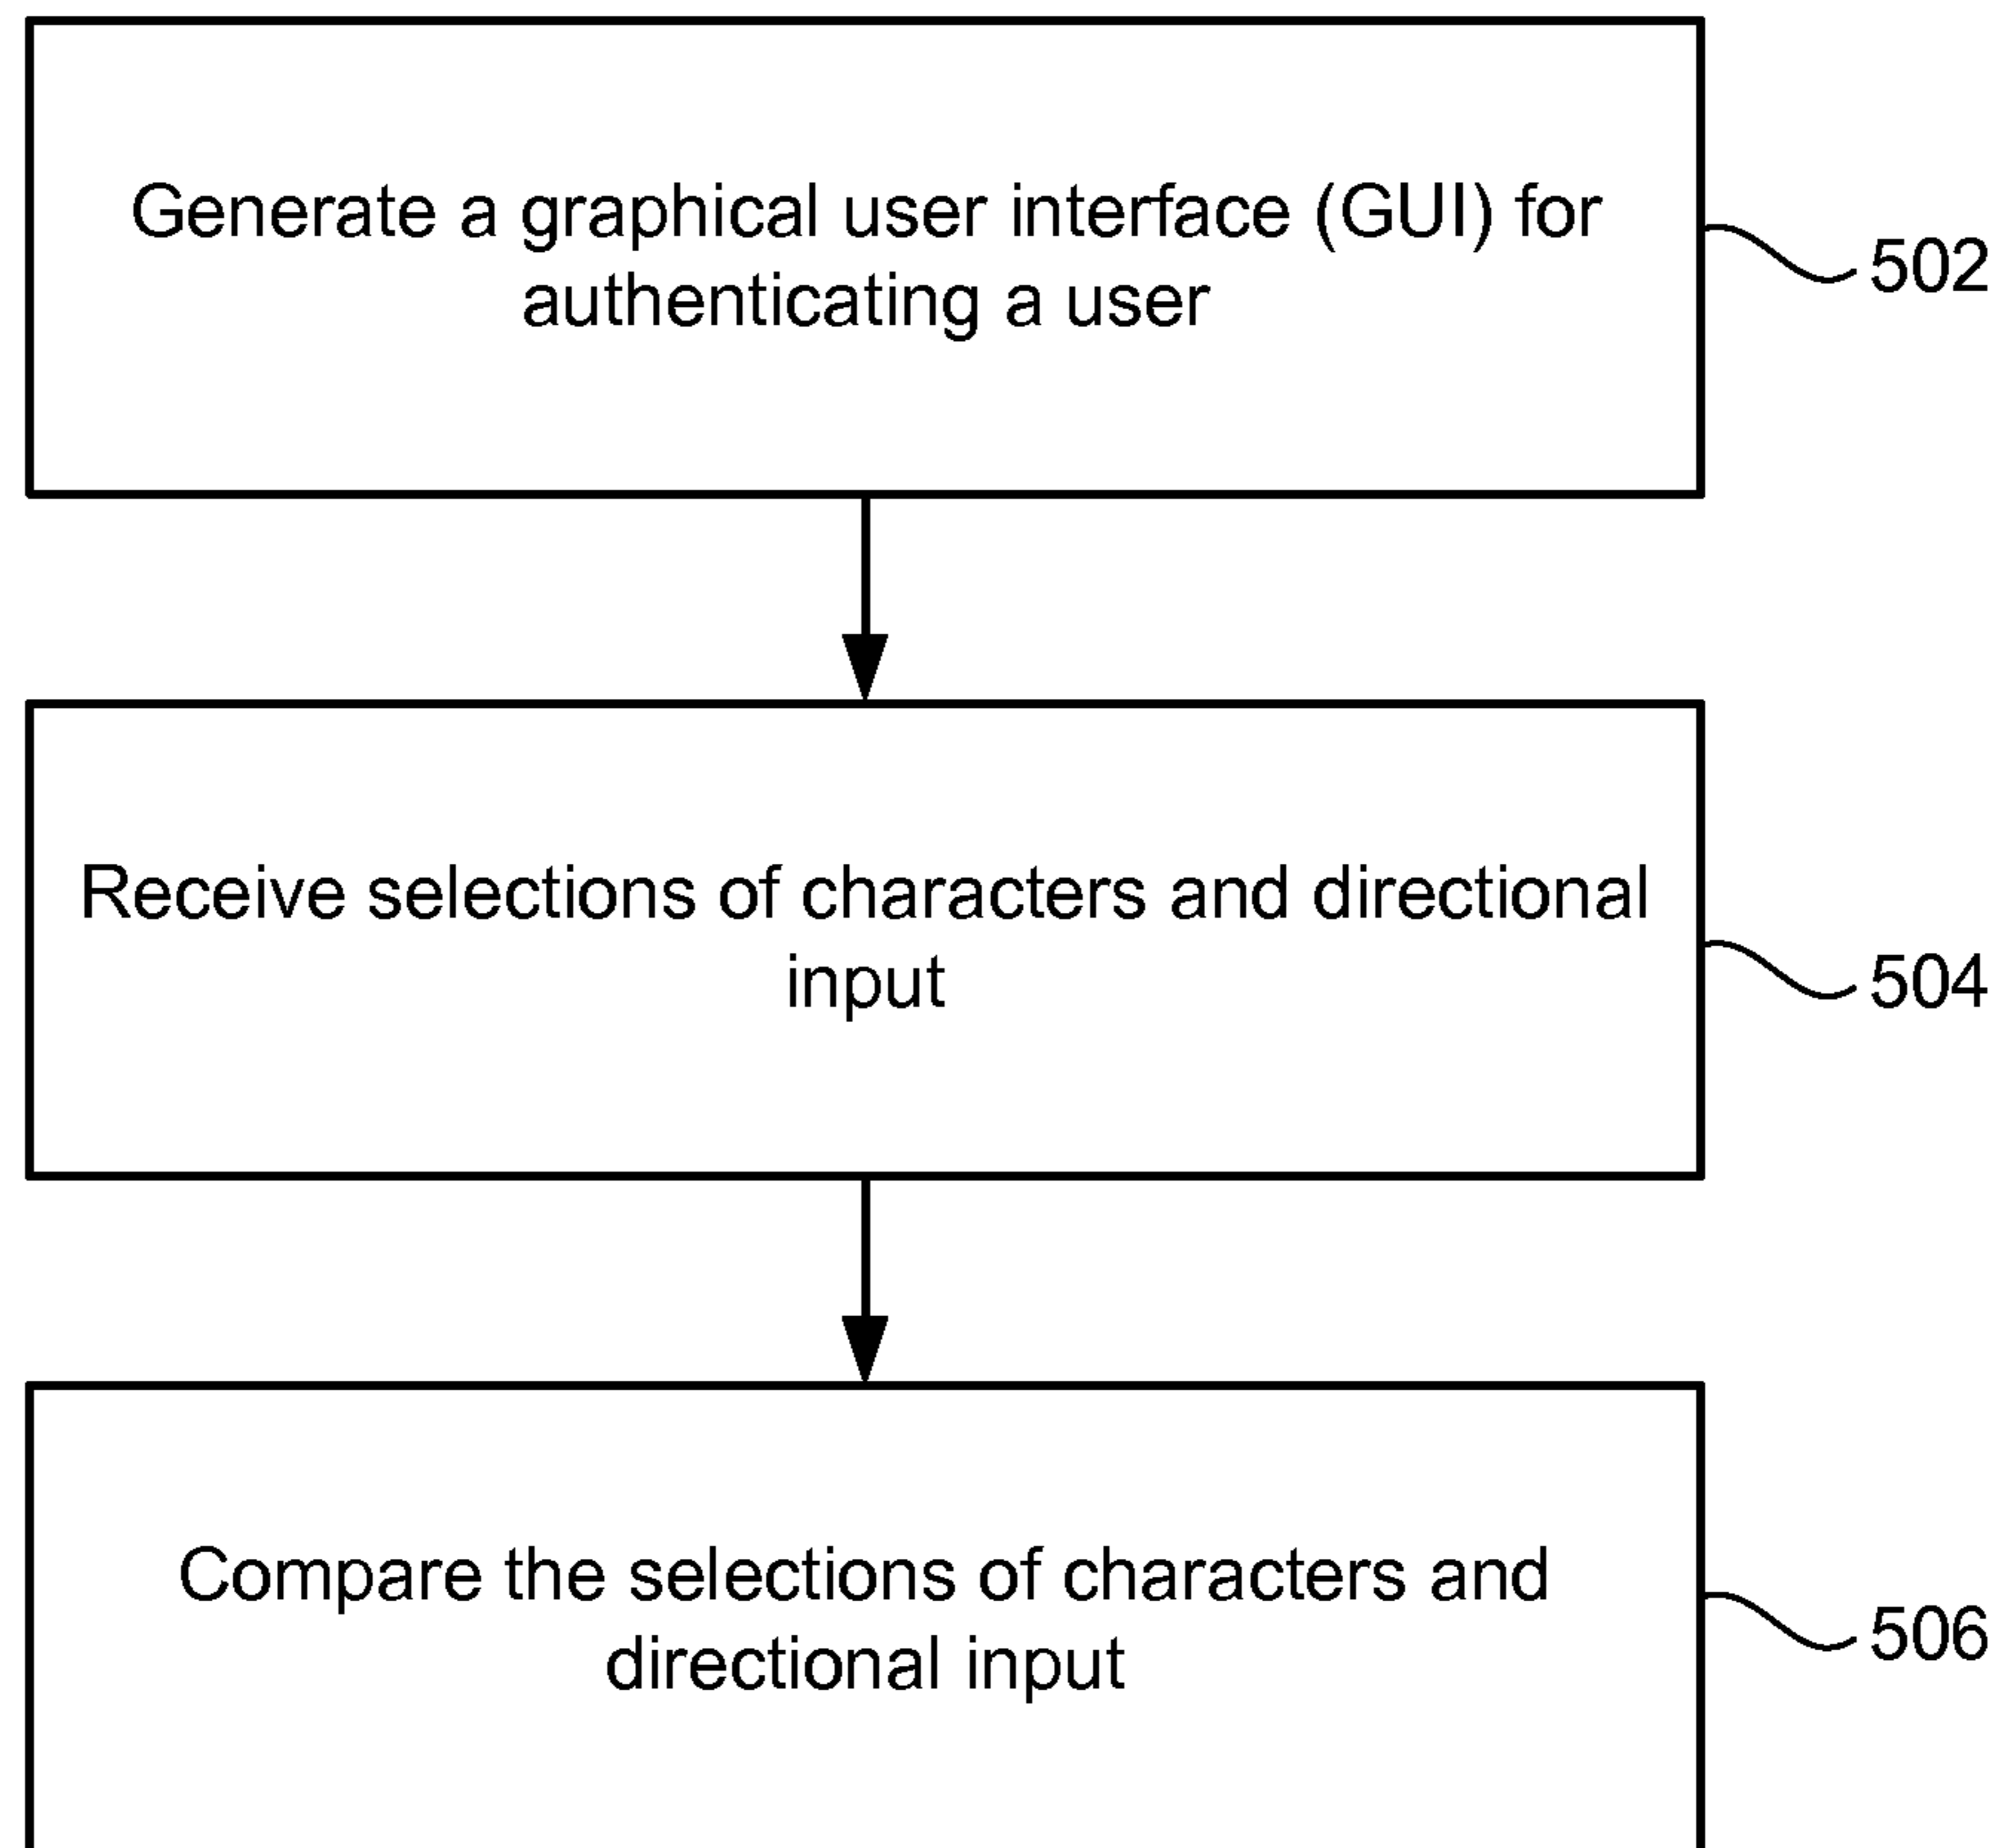 Generate a graphical user interface (GUI) for
authenticating a user
502
Receive selections of characters and directional
input
504
Compare the selections of characters and
directional input
506